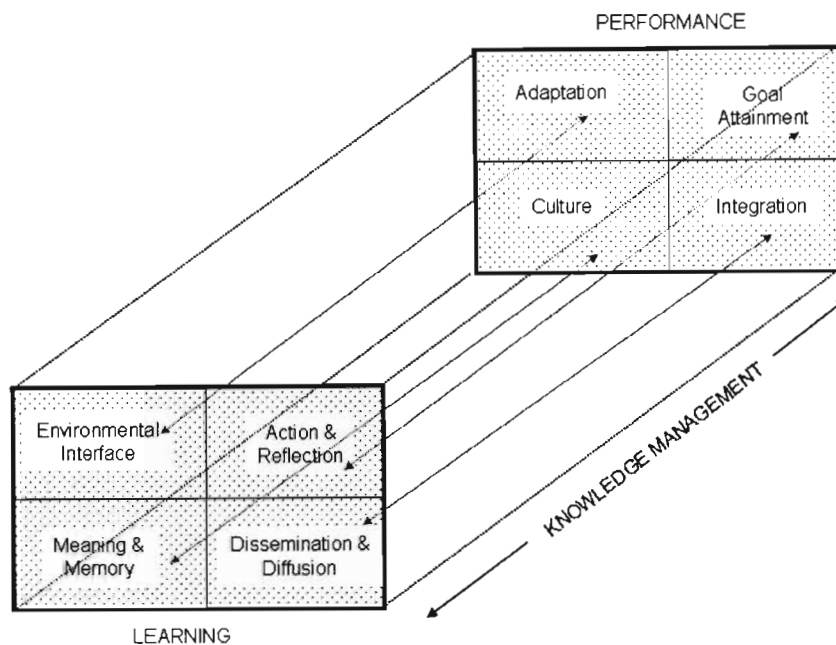 PERFORMANCE
Adaptation
Goal
Attainment
Culture
Integration
KNOWLEDGE MANAGEMENT
Environmental
Interface
Action &
Reflection
Meaning &
Memory
Dissemination &
Diffusion
LEARNING